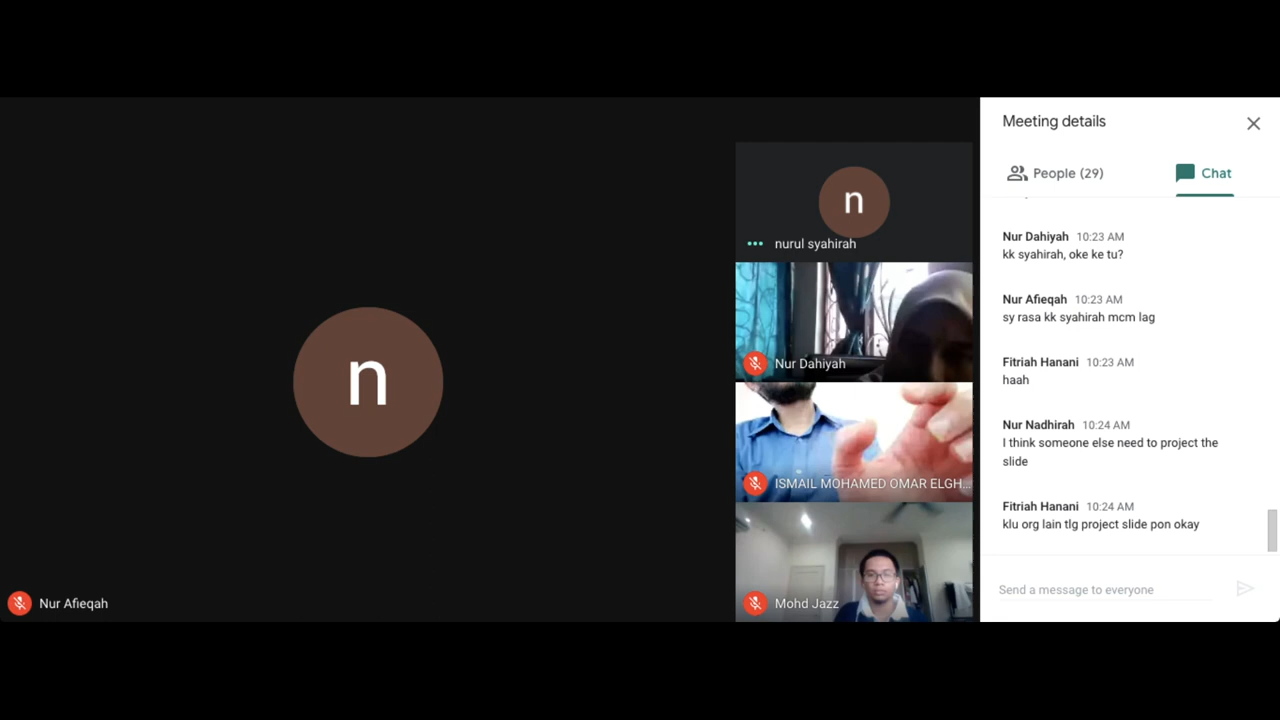 n
Nur Afieqah
n
nurul syahirah
Nur Dahiyah
ISMAIL MOHAMED OMAR ELGH...
Mohd Jazz
Meeting details
People (29)
Chat
Nur Dahiyah 10:23 AM
kk syahirah, oke ke tu?
Nur Afieqah 10:23 AM
sy rasa kk syahirah mcm lag
Fitriah Hanani 10:23 AM
haah
Nur Nadhirah 10:24 AM
I think someone else need to project the
slide
Fitriah Hanani 10:24 AM
klu org lain tlg project slide pon okay
Send a message to everyone